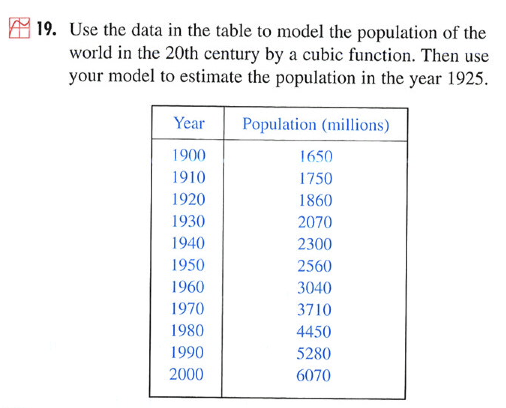 19. Use the data in the table to model the population of the
world in the 20th century by a cubic function. Then use
your model to estimate the population in the year 1925.
Year Population (millions)
1900 1650
1910 1750
1920 1860
1930 2070
1940 2300
1950 2560
1960 3040
1970 3710
1980 4450
1990 5280
2000 6070